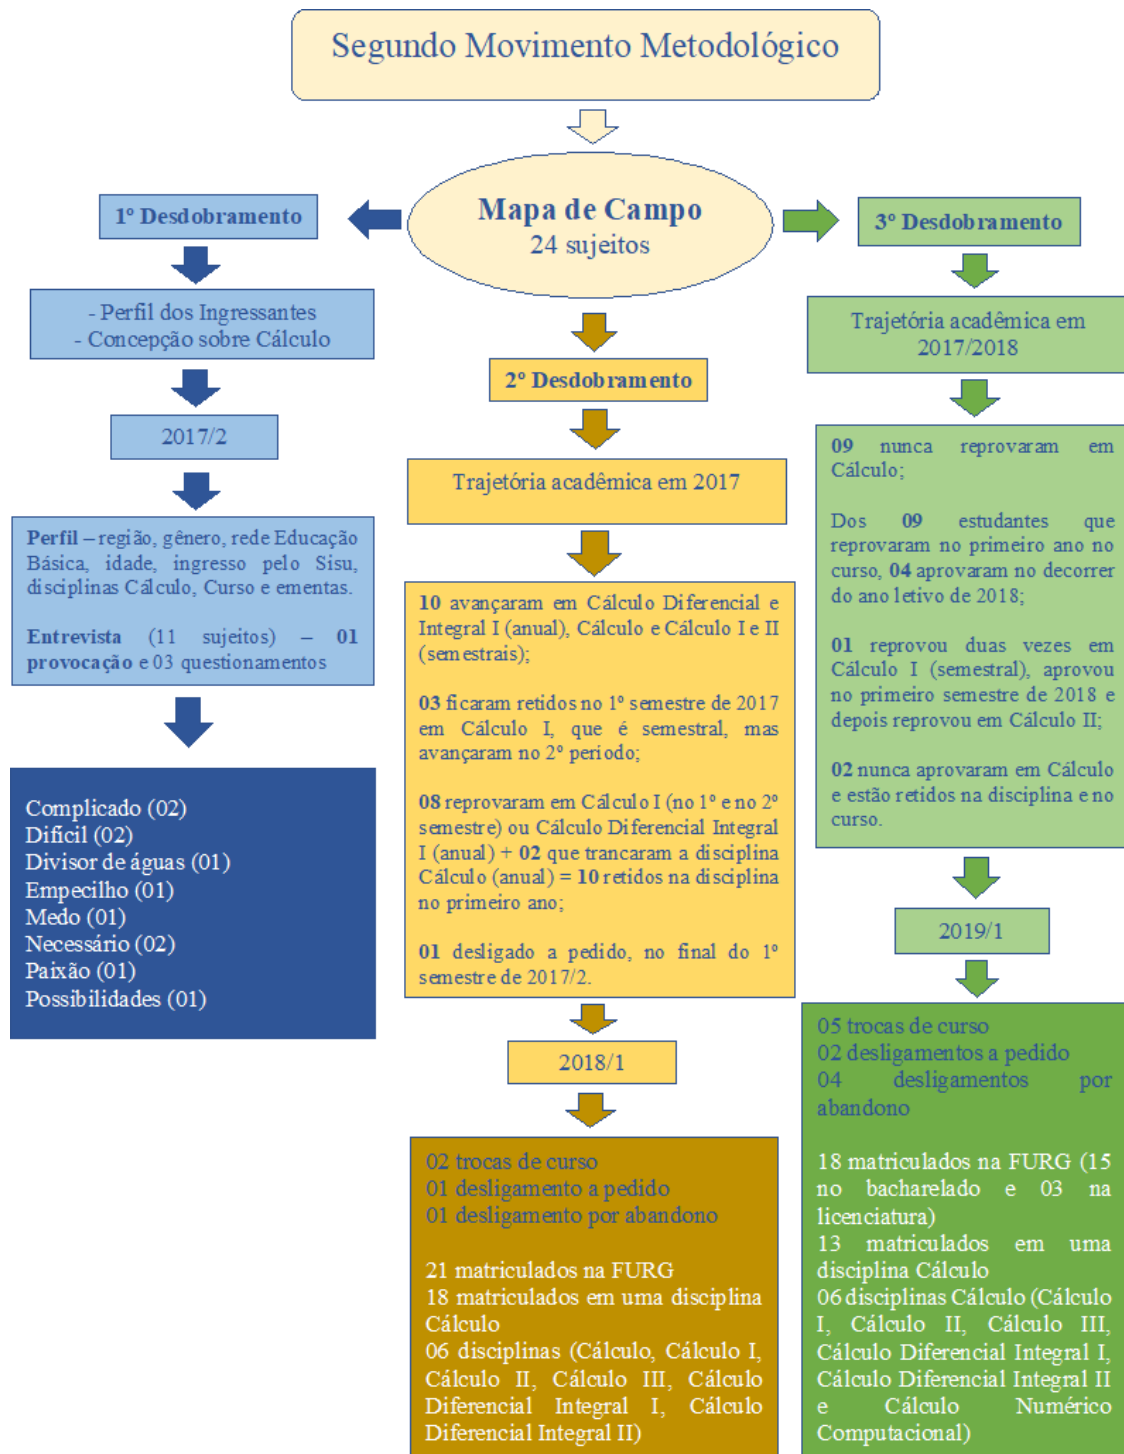 Segundo Movimento Metodológico
Mapa de Campo
24 sujeitos
1º Desdobramento
- Perfil dos Ingressantes
- Concepção sobre Cálculo
2017/2
Perfil – região, gênero, rede Educação
Básica, idade, ingresso pelo Sisu,
disciplinas Cálculo, Curso e ementas.
Entrevista (11 sujeitos) – 01
provocação e 03 questionamentos
Complicado (02)
Difícil (02)
Divisor de águas (01)
Empecilho (01)
Medo (01)
Necessário (02)
Paixão (01)
Possibilidades (01)
2º Desdobramento
Trajetória acadêmica em 2017
10 avançaram em Cálculo Diferencial e
Integral I (anual), Cálculo e Cálculo I e II
(semestrais);
03 ficaram retidos no 1º semestre de 2017
em Cálculo I, que é semestral, mas
avançaram no 2º período;
08 reprovaram em Cálculo I (no 1º e no 2º
semestre) ou Cálculo Diferencial Integral
I (anual) + 02 que trancaram a disciplina
Cálculo (anual) = 10 retidos na disciplina
no primeiro ano;
01 desligado a pedido, no final do 1º
semestre de 2017/2.
2018/1
02 trocas de curso
01 desligamento a pedido
01 desligamento por abandono
21 matriculados na FURG
18 matriculados em uma disciplina
Cálculo
06 disciplinas (Cálculo, Cálculo I,
Cálculo II, Cálculo III, Cálculo
Diferencial Integral I, Cálculo
Diferencial Integral II)
3º Desdobramento
Trajetória acadêmica em
2017/2018
09 nunca reprovaram em
Cálculo;
Dos 09 estudantes que
reprovaram no primeiro ano no
curso, 04 aprovaram no decorrer
do ano letivo de 2018;
01 reprovou duas vezes em
Cálculo I (semestral), aprovou
no primeiro semestre de 2018 e
depois reprovou em Cálculo II;
02 nunca aprovaram em Cálculo
e estão retidos na disciplina e no
curso.
2019/1
05 trocas de curso
02 desligamentos a pedido
04 desligamentos por
abandono
18 matriculados na FURG (15
no bacharelado e 03 na
licenciatura)
13 matriculados em uma
disciplina Cálculo
06 disciplinas Cálculo (Cálculo
I, Cálculo II, Cálculo III,
Cálculo Diferencial Integral I,
Cálculo Diferencial Integral II
e Cálculo Numérico
Computacional)